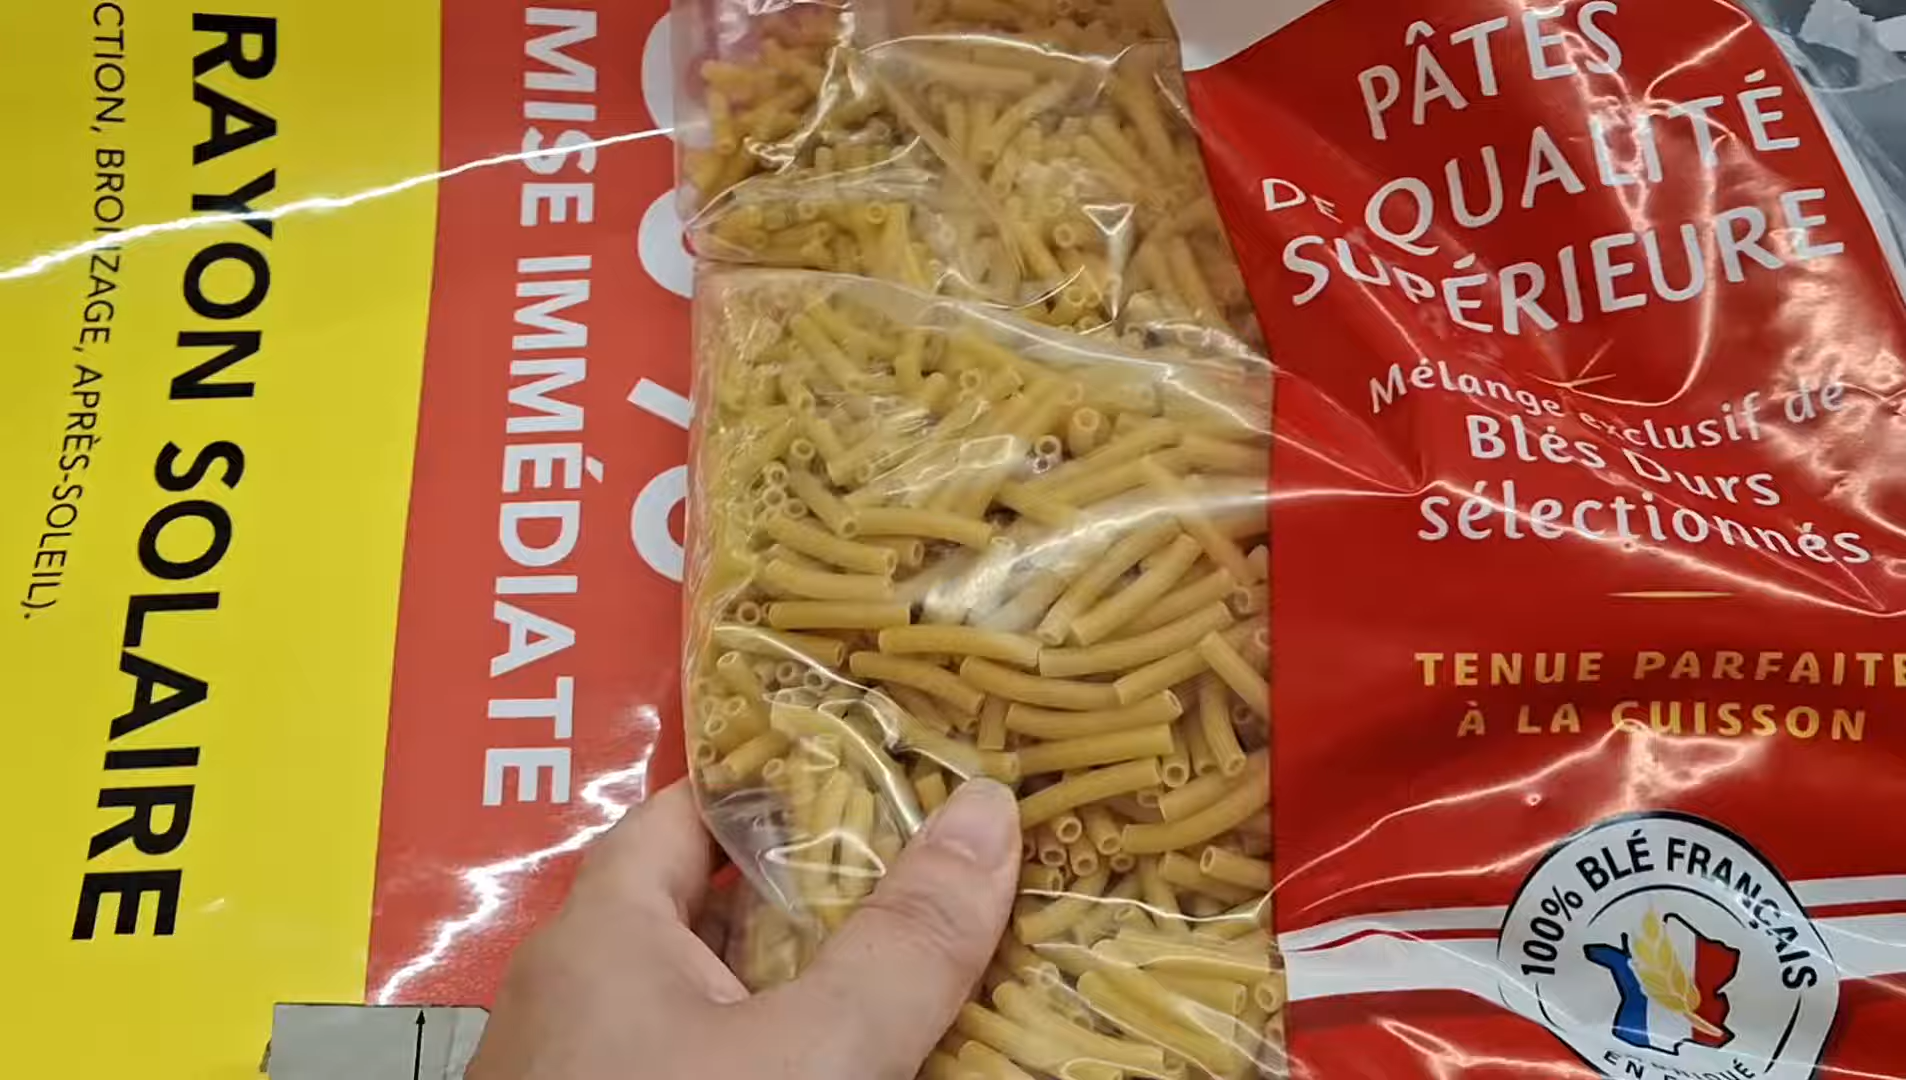 RAYON SOLAIRE
CTION, BRONZAGE, APRÈS-SOLEIL).
%
MISE IMMÉDIATE
PÂTES
DE QUALITÉ
SUPÉRIEURE
Mélange exclusif de
Blés Durs
sélectionnés
TENUE PARFAITE
À LA CUISSON
100% BLÉ FRANÇAIS
EN